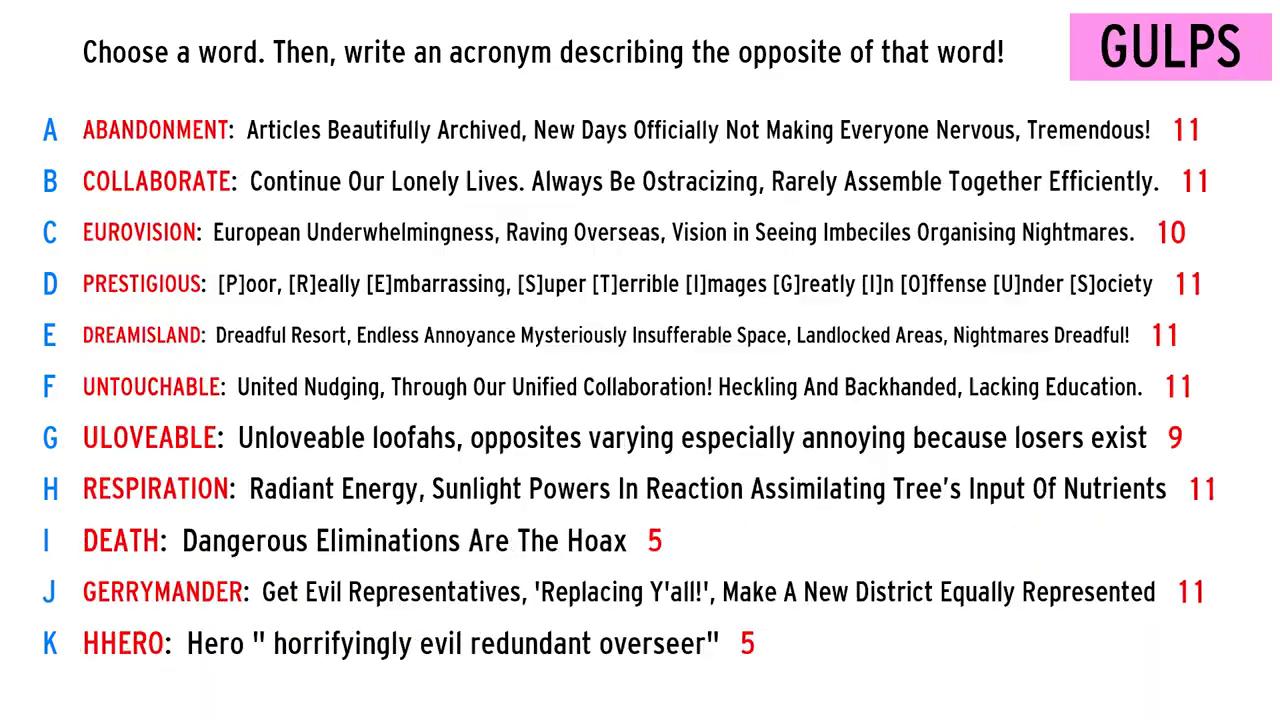 Choose a word. Then, write an acronym describing the opposite of that word!
GULPS
A ABANDONMENT: Articles Beautifully Archived, New Days Officially Not Making Everyone Nervous, Tremendous! 11
B COLLABORATE: Continue Our Lonely Lives. Always Be Ostracizing, Rarely Assemble Together Efficiently. 11
C EUROVISION: European Underwhelmingness, Raving Overseas, Vision in Seeing Imbeciles Organising Nightmares. 10
D PRESTIGIOUS: [P]oor, [R]eally [E]mbarrassing, [S]uper [T]errible [I]mages [G]reatly [I]n [O]ffense [U]nder [S]ociety 11
E DREAMISLAND: Dreadful Resort, Endless Annoyance Mysteriously Insufferable Space, Landlocked Areas, Nightmares Dreadful! 11
F UNTOUCHABLE: United Nudging, Through Our Unified Collaboration! Heckling And Backhanded, Lacking Education. 11
G ULOVEABLE: Unloveable loofahs, opposites varying especially annoying because losers exist 9
H RESPIRATION: Radiant Energy, Sunlight Powers In Reaction Assimilating Tree's Input Of Nutrients 11
I DEATH: Dangerous Eliminations Are The Hoax 5
J GERRYMANDER: Get Evil Representatives, 'Replacing Y'all!', Make A New District Equally Represented 11
K HHERO: Hero " horrifyingly evil redundant overseer" 5